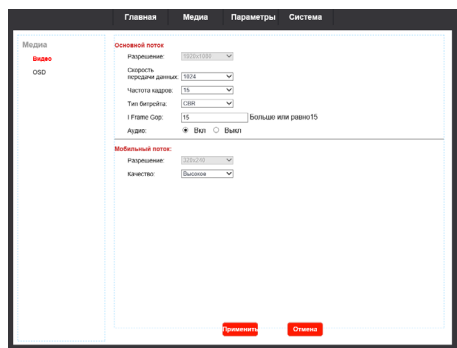 Главная Медиа Параметры Система
Медиа
Видео
OSD
Основной поток
Разрешение: 1920x1080
Скорость
передачи данных: 1024
Частота кадров: 15
Тип битрейта: CBR
I Frame Gop: 15 Большо или равно15
Аудио: Вкл Выкл
Мобильный поток:
Разрешение: 320x240
Качество: Высокое
Применить Отмена